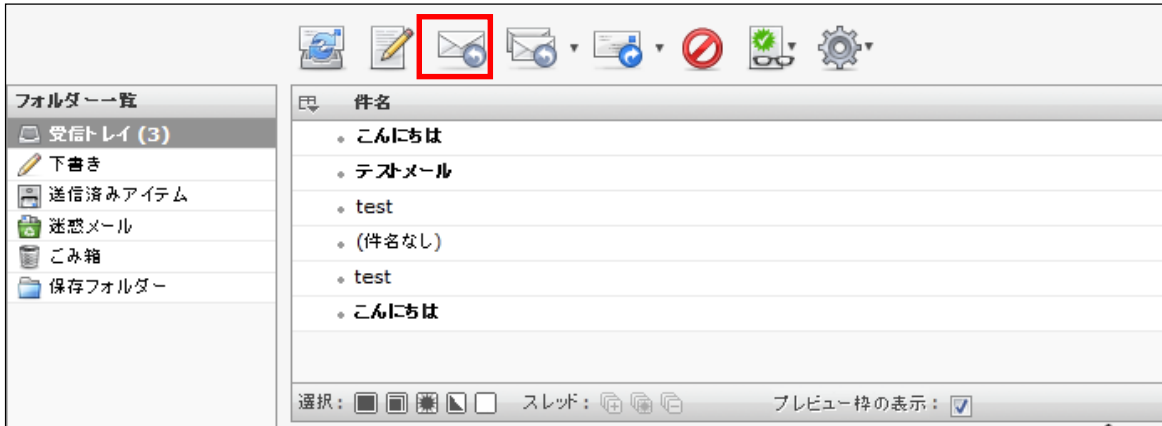 フォルダー一覧
受信トレイ (3)
下書き
送信済みアイテム
迷惑メール
ごみ箱
保存フォルダー
件名
こんにちは
テストメール
test
(件名なし)
test
こんにちは
選択: スレッド: プレビュー枠の表示: